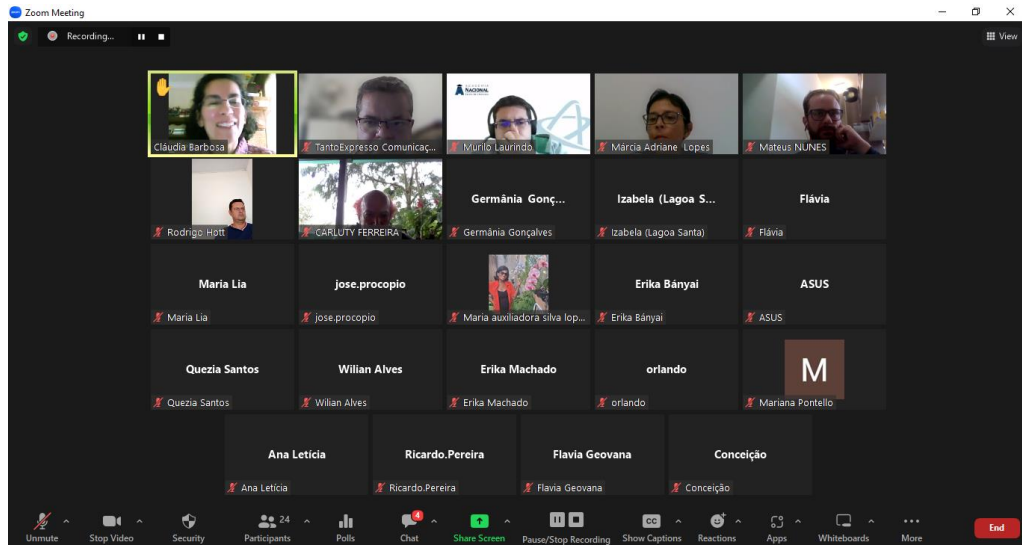 Zoom Meeting
Recording...
View
NACIONAL
Cláudia Barbosa
TantoExpresso Comunicaç...
Murilo Laurindo
Márcia Adriane Lopes
Mateus NUNES
Germânia Gonç...
Izabela (Lagoa S...
Flávia
Rodrigo Hott
CARLUTY FERREIRA
Germânia Gonçalves
Izabela (Lagoa Santa)
Flávia
Maria Lia
jose.procopio
Erika Bányai
ASUS
Maria Lia
jose.procopio
Maria auxiliadora silva lop...
Erika Bányai
ASUS
Quezia Santos
Wilian Alves
Erika Machado
orlando
M
Quezia Santos
Wilian Alves
Erika Machado
orlando
Mariana Pontello
Ana Letícia
Ricardo.Pereira
Flavia Geovana
Conceição
Ana Letícia
Ricardo.Pereira
Flavia Geovana
Conceição
24
4
CC
Unmute
Stop Video
Security
Participants
Polls
Chat
Share Screen
Pause/Stop Recording
Show Captions
Reactions
Apps
Whiteboards
More
End